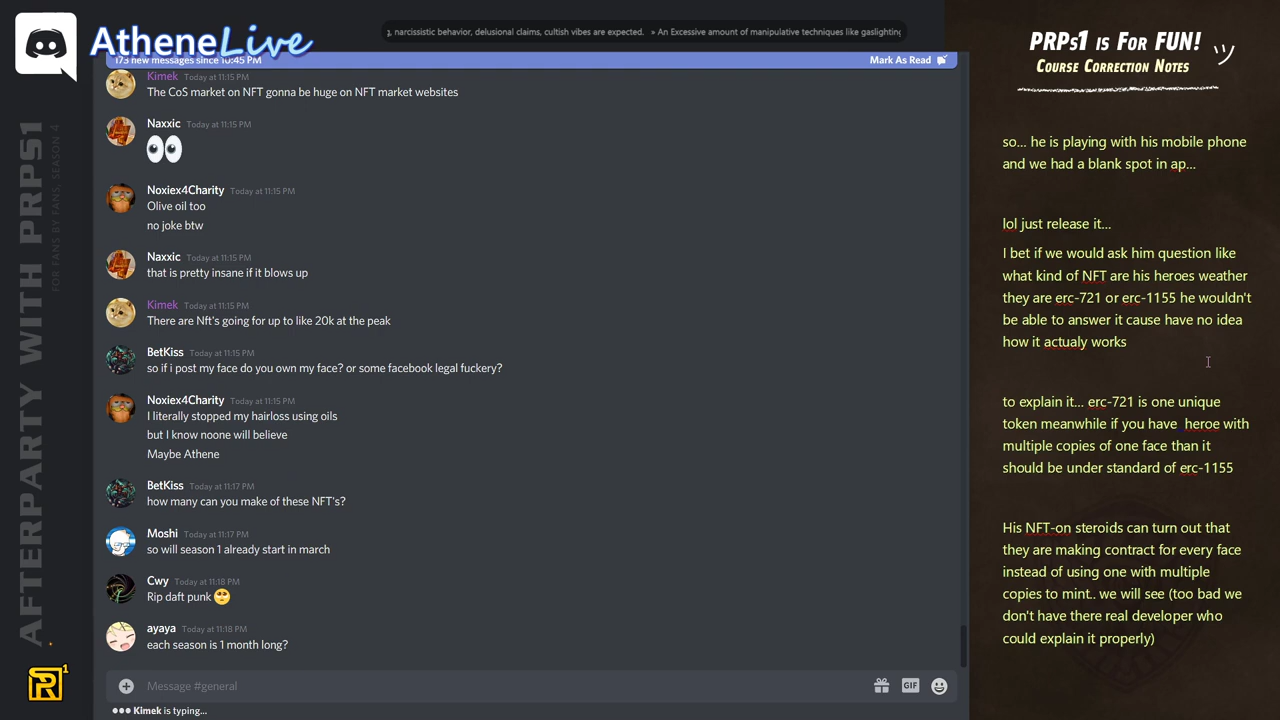 AtheneLive
g, narcissistic behavior, delusional claims, cultish vibes are expected.   » An Excessive amount of manipulative techniques like gaslighting
173 new messages since 10:45 PM
Mark As Read
Kimek Today at 11:15 PM
The CoS market on NFT gonna be huge on NFT market websites
Naxxic Today at 11:15 PM
👀
Noxiex4Charity Today at 11:15 PM
Olive oil too
no joke btw
Naxxic Today at 11:15 PM
that is pretty insane if it blows up
Kimek Today at 11:15 PM
There are Nft's going for up to like 20k at the peak
BetKiss Today at 11:15 PM
so if i post my face do you own my face? or some facebook legal fuckery?
Noxiex4Charity Today at 11:15 PM
I literally stopped my hairloss using oils
but I know noone will believe
Maybe Athene
BetKiss Today at 11:17 PM
how many can you make of these NFT's?
Moshi Today at 11:17 PM
so will season 1 already start in march
Cwy Today at 11:18 PM
Rip daft punk 🥺
ayaya Today at 11:18 PM
each season is 1 month long?
Message #general
GIF
Kimek is typing...
AFTERPARTY WITH PRPS1
FOR FANS BY FANS, SEASON 4
R1
PRPS1 IS FOR FUN!
COURSE CORRECTION NOTES
ツ
so... he is playing with his mobile phone
and we had a blank spot in ap...
lol just release it...
I bet if we would ask him question like
what kind of NFT are his heroes weather
they are erc-721 or erc-1155 he wouldn't
be able to answer it cause have no idea
how it actualy works
to explain it... erc-721 is one unique
token meanwhile if you have  heroe with
multiple copies of one face than it
should be under standard of erc-1155
His NFT-on steroids can turn out that
they are making contract for every face
instead of using one with multiple
copies to mint.. we will see (too bad we
don't have there real developer who
could explain it properly)